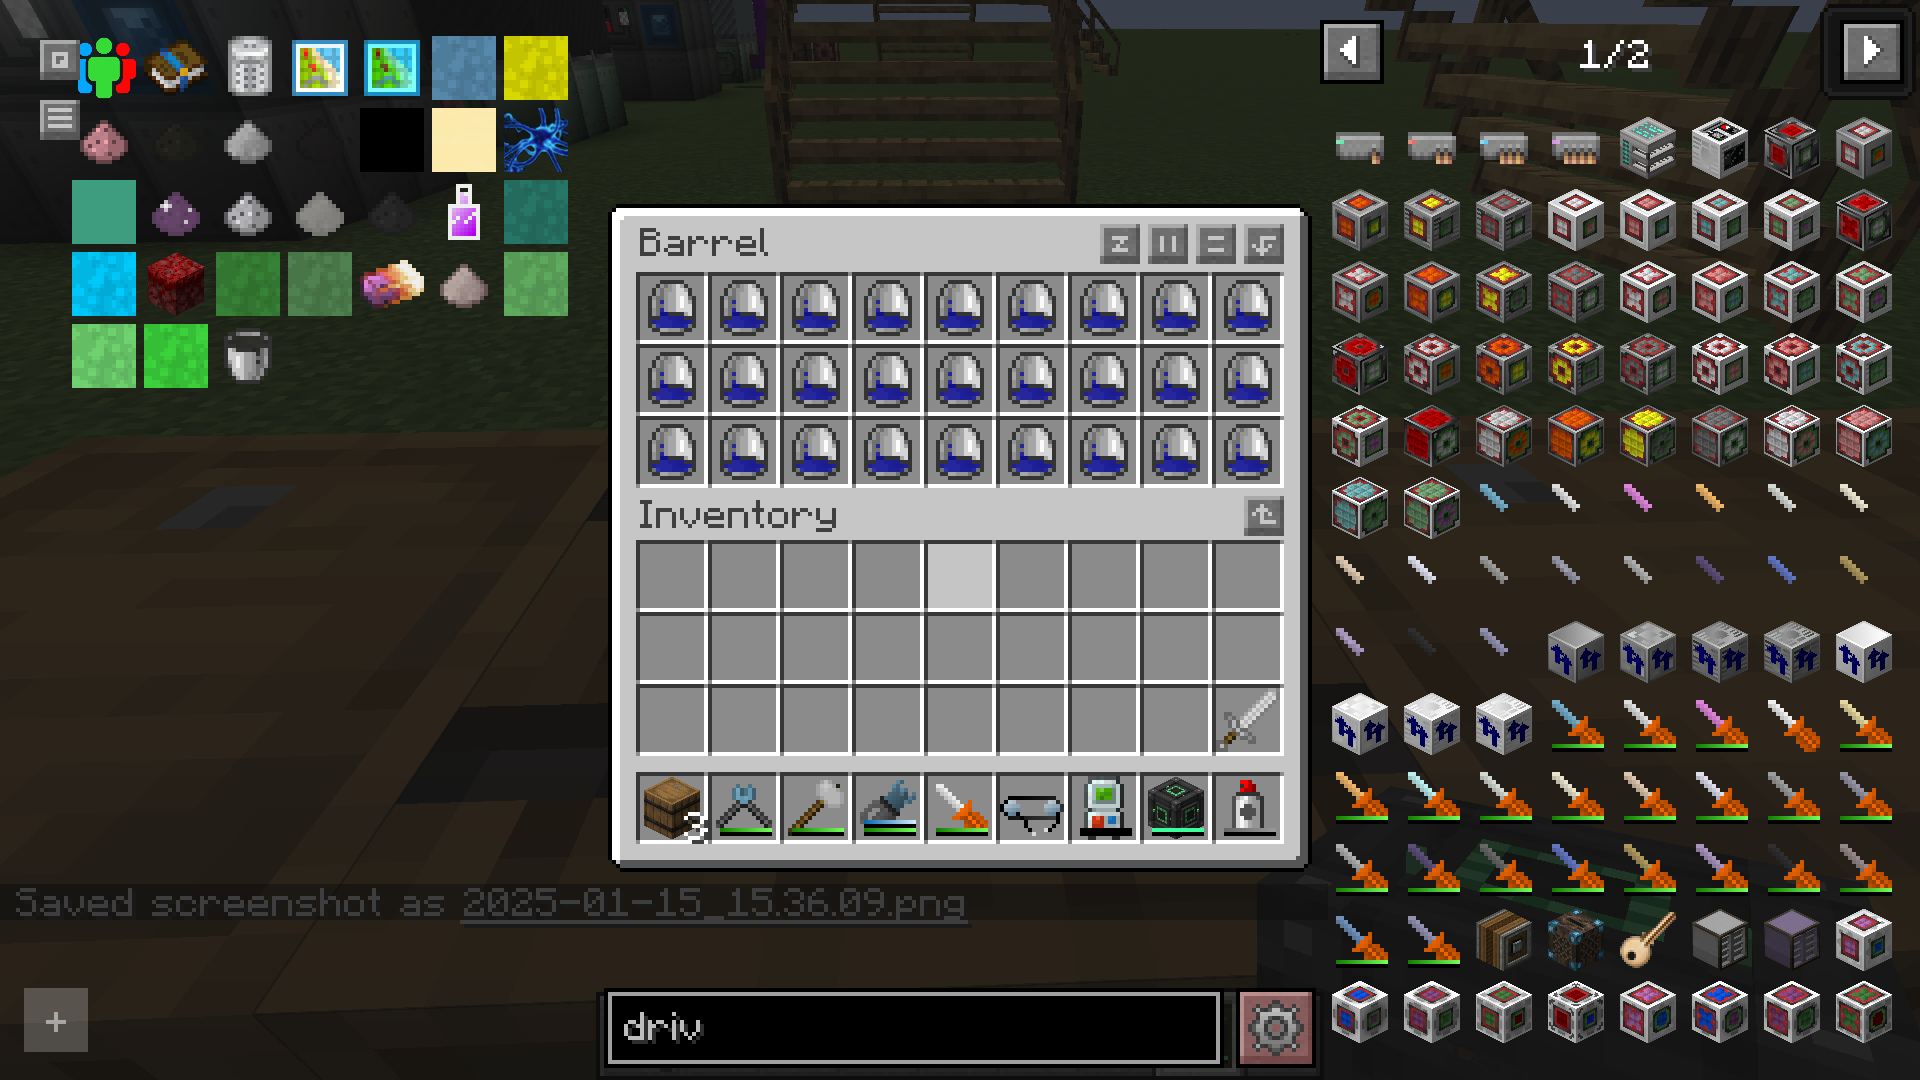 1/2
Barrel
Inventory
3
Saved screenshot as 2025-01-15_15.36.09.png
+
driv